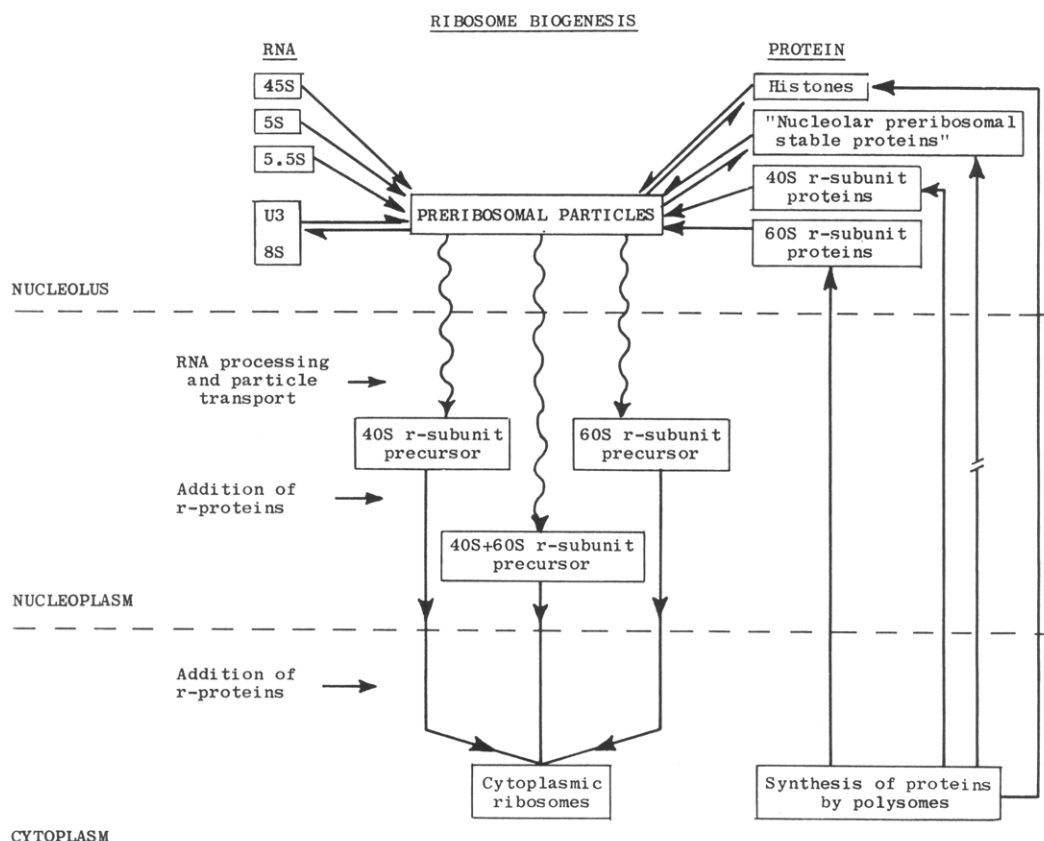 RIBOSOME BIOGENESIS
RNA
45S
5S
5.5S
U3
8S
PROTEIN
Histones
"Nucleolar preribosomal
stable proteins"
40S r-subunit
proteins
60S r-subunit
proteins
PRERIBOSOMAL PARTICLES
NUCLEOLUS
RNA processing
and particle
transport
40S r-subunit
precursor
60S r-subunit
precursor
Addition of
r-proteins
40S+60S r-subunit
precursor
NUCLEOPLASM
Addition of
r-proteins
Cytoplasmic
ribosomes
Synthesis of proteins
by polysomes
CYTOPLASM